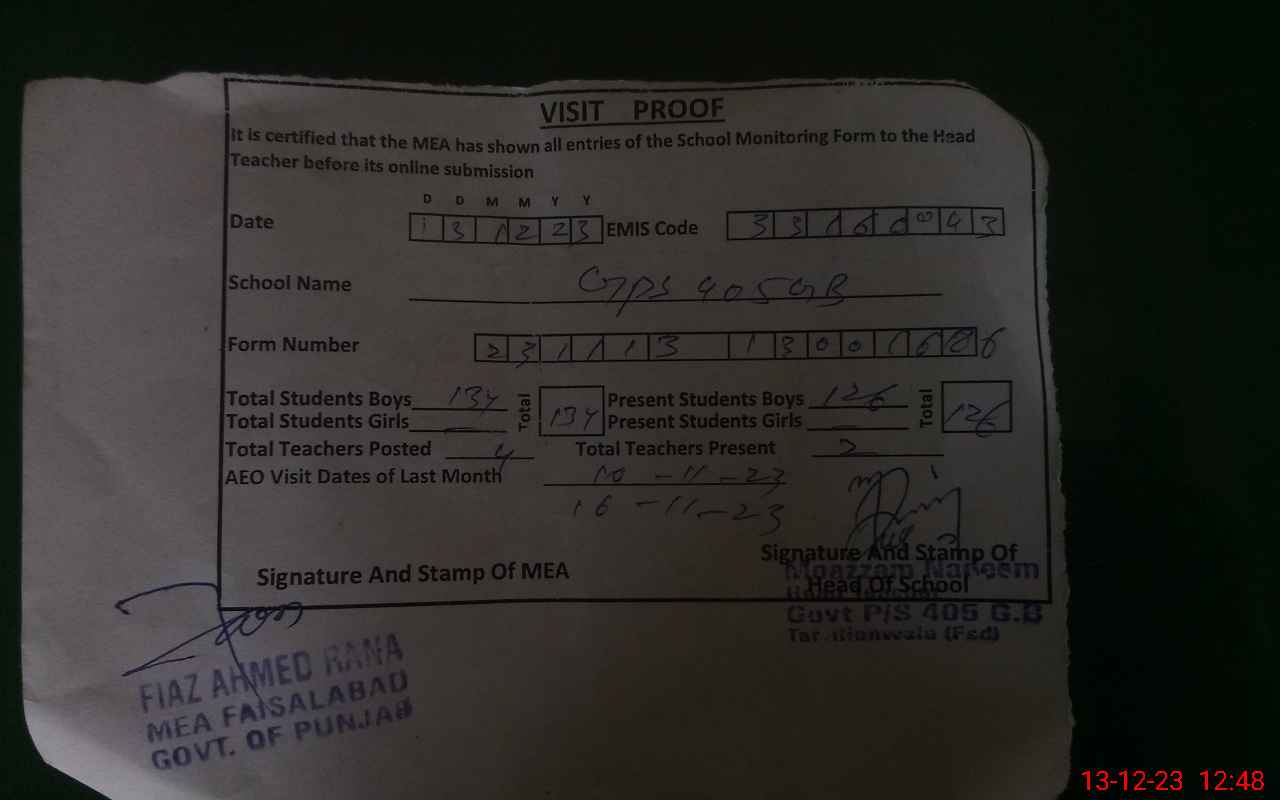 VISIT PROOF
It is certified that the MEA has shown all entries of the School Monitoring Form to the Head
Teacher before its online submission
D D M M Y Y
Date 1 3 1 2 2 3 EMIS Code 3 3 1 6 0 0 4 3
School Name GPS 405 GB
Form Number 2 3 1 1 1 3 1 3 0 0 1 6 8 6
Total Students Boys 134 Total 134 Present Students Boys 126 Total 126
Total Students Girls — Present Students Girls —
Total Teachers Posted 4 Total Teachers Present 2
AEO Visit Dates of Last Month 10-11-23
16-11-23
Signature And Stamp Of MEA
Signature And Stamp Of
Head Of School
Moazzam Naeem
Govt P/S 405 G.B
(Fsd)
FIAZ AHMED RANA
MEA FAISALABAD
GOVT. OF PUNJAB
13-12-23 12:48